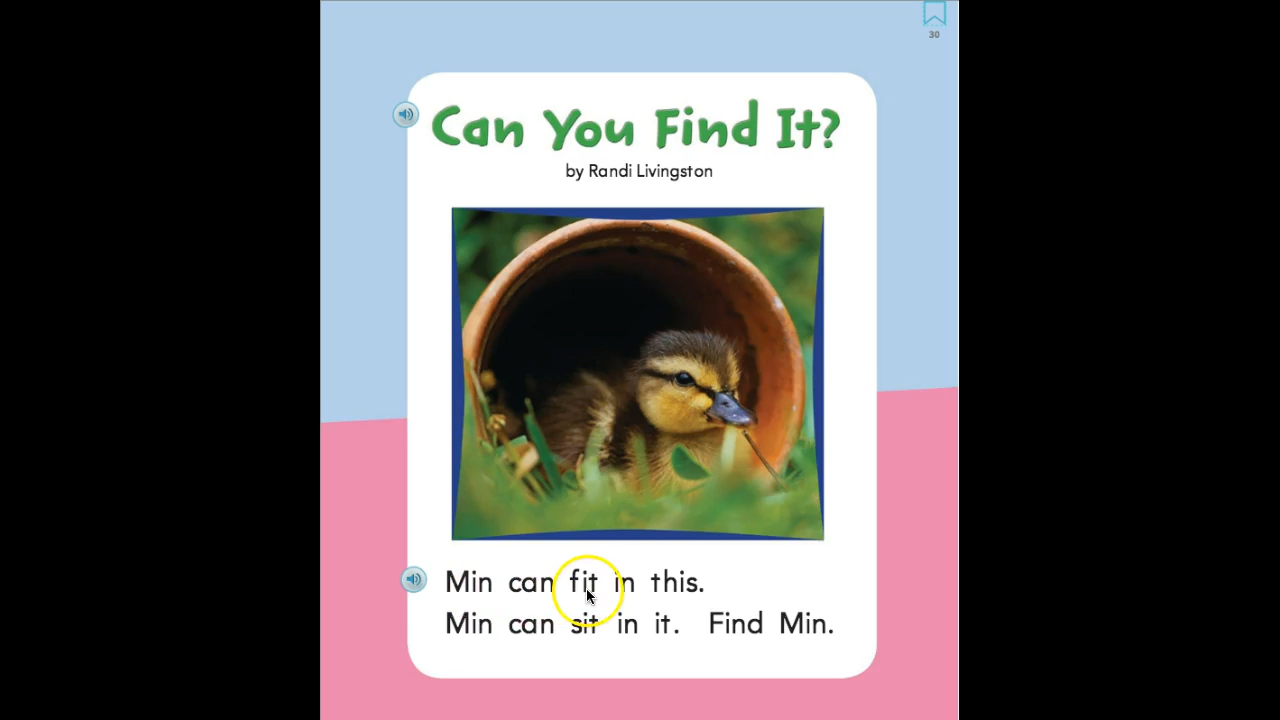 30
Can You Find It?
by Randi Livingston
Min can fit in this.
Min can sit in it. Find Min.